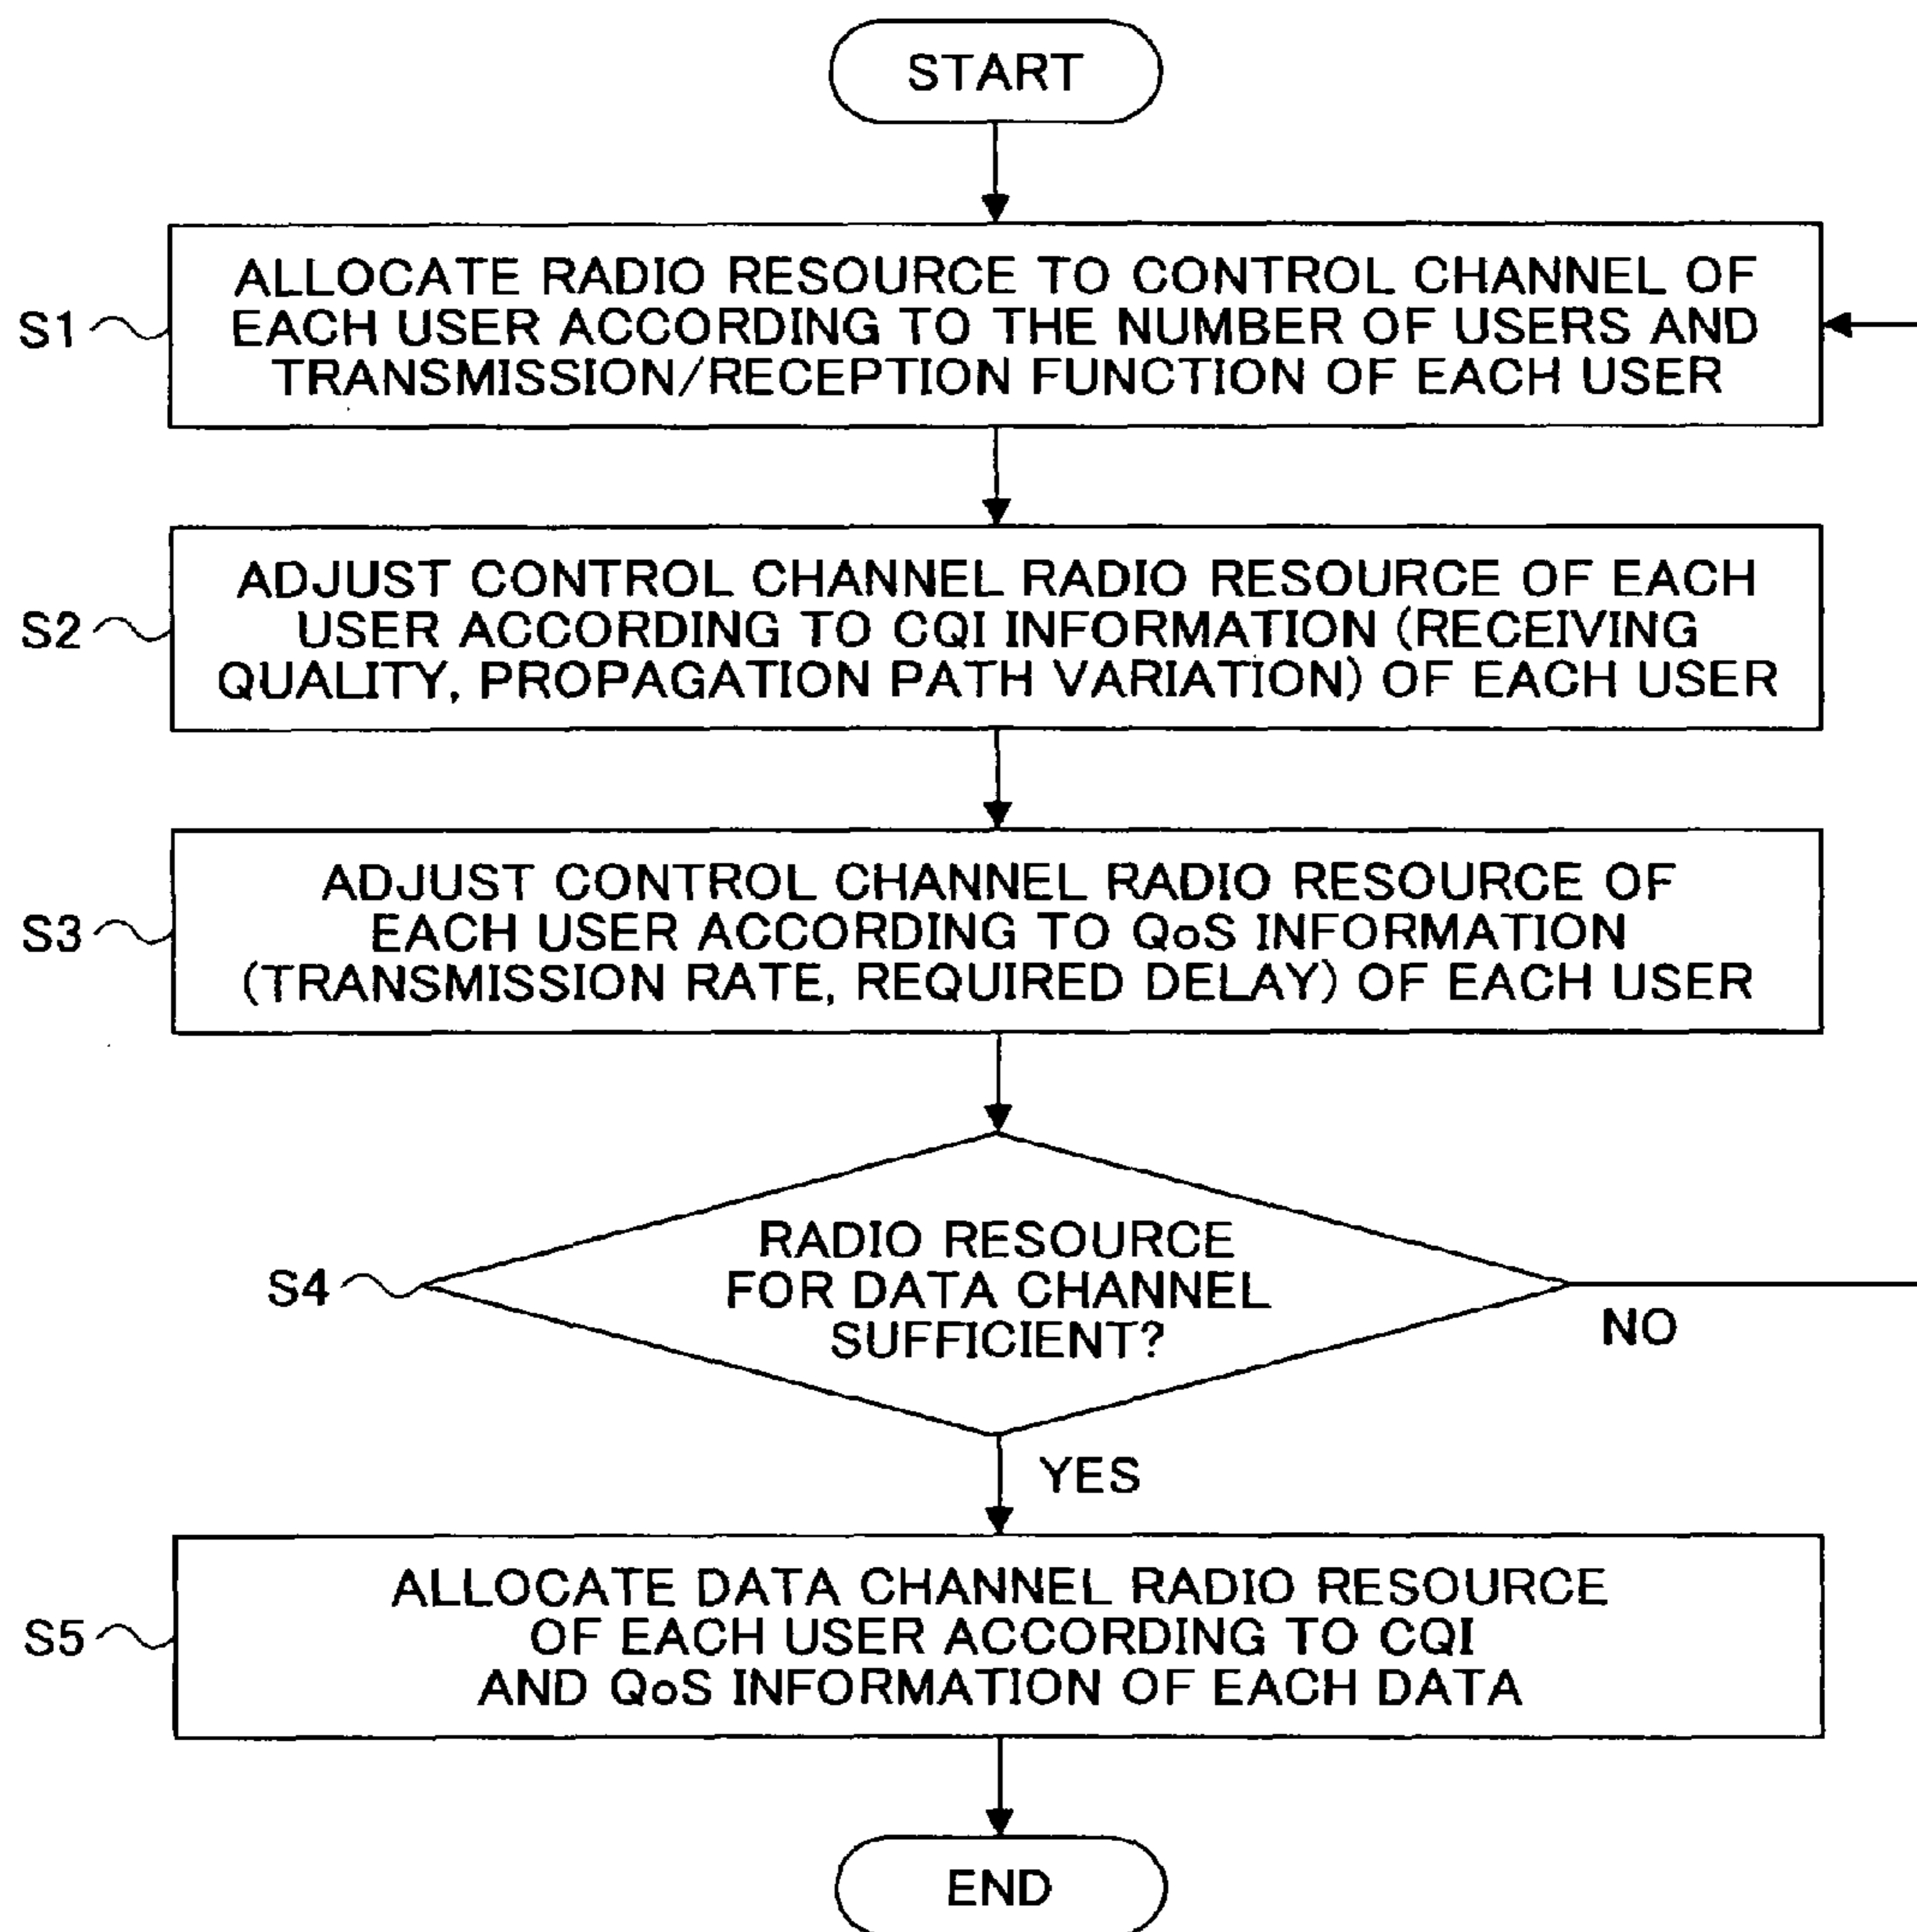 START
S1
ALLOCATE RADIO RESOURCE TO CONTROL CHANNEL OF
EACH USER ACCORDING TO THE NUMBER OF USERS AND
TRANSMISSION/RECEPTION FUNCTION OF EACH USER
S2
ADJUST CONTROL CHANNEL RADIO RESOURCE OF EACH
USER ACCORDING TO CQI INFORMATION (RECEIVING
QUALITY, PROPAGATION PATH VARIATION) OF EACH USER
S3
ADJUST CONTROL CHANNEL RADIO RESOURCE OF
EACH USER ACCORDING TO QoS INFORMATION
(TRANSMISSION RATE, REQUIRED DELAY) OF EACH USER
S4
RADIO RESOURCE
FOR DATA CHANNEL
SUFFICIENT?
NO
YES
S5
ALLOCATE DATA CHANNEL RADIO RESOURCE
OF EACH USER ACCORDING TO CQI
AND QoS INFORMATION OF EACH DATA
END